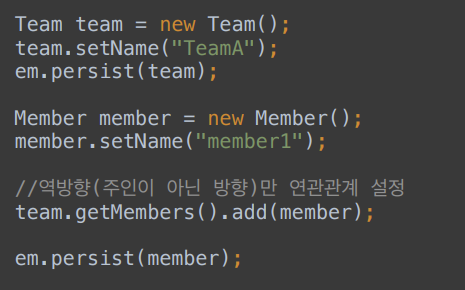 Team team = new Team();
team.setName("TeamA");
em.persist(team);
Member member = new Member();
member.setName("member1");
//역방향(주인이 아닌 방향)만 연관관계 설정
team.getMembers().add(member);
em.persist(member);